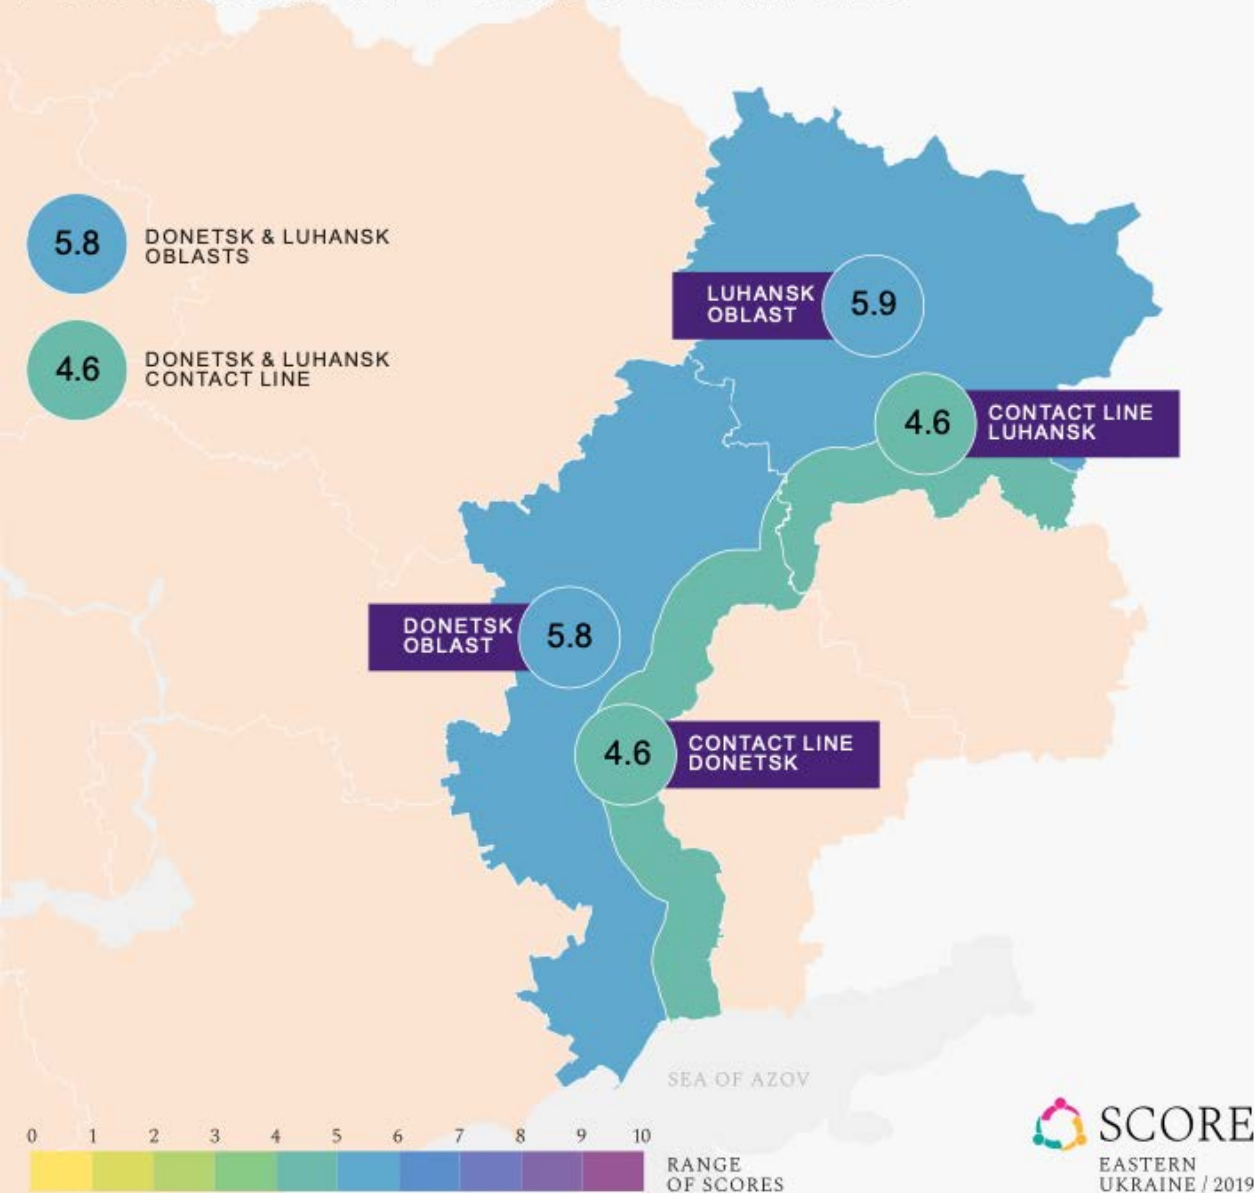 5.8
DONETSK & LUHANSK
OBLASTS
4.6
DONETSK & LUHANSK
CONTACT LINE
LUHANSK
OBLAST
5.9
4.6
CONTACT LINE
LUHANSK
DONETSK
OBLAST
5.8
4.6
CONTACT LINE
DONETSK
SEA OF AZOV
0 1 2 3 4 5 6 7 8 9 10
RANGE
OF SCORES
SCORE
EASTERN
UKRAINE / 2019